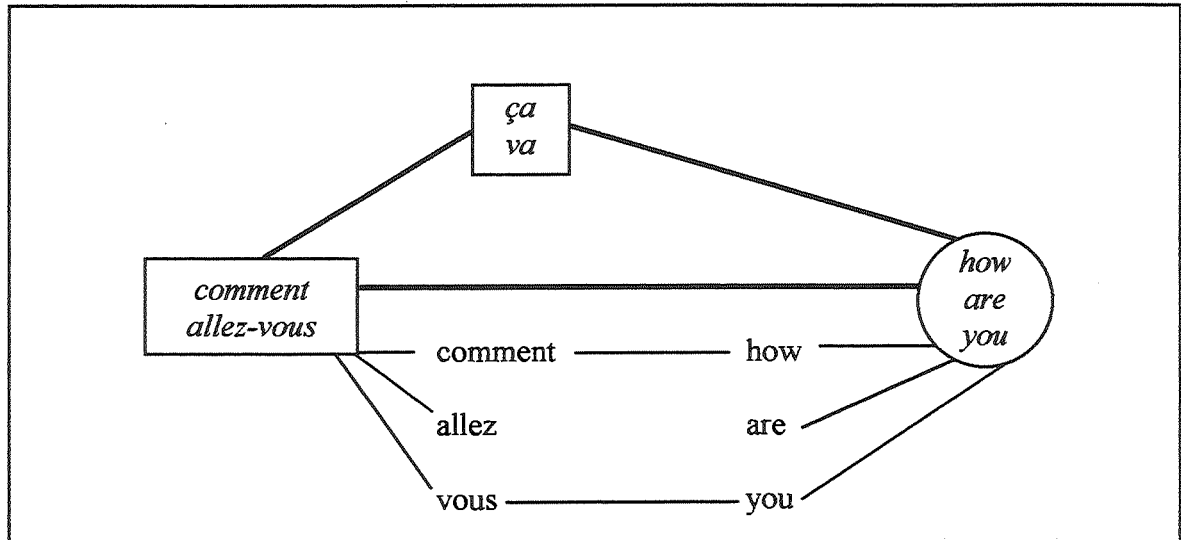 ça
va
comment
allez-vous
how
are
you
comment how
allez are
vous you